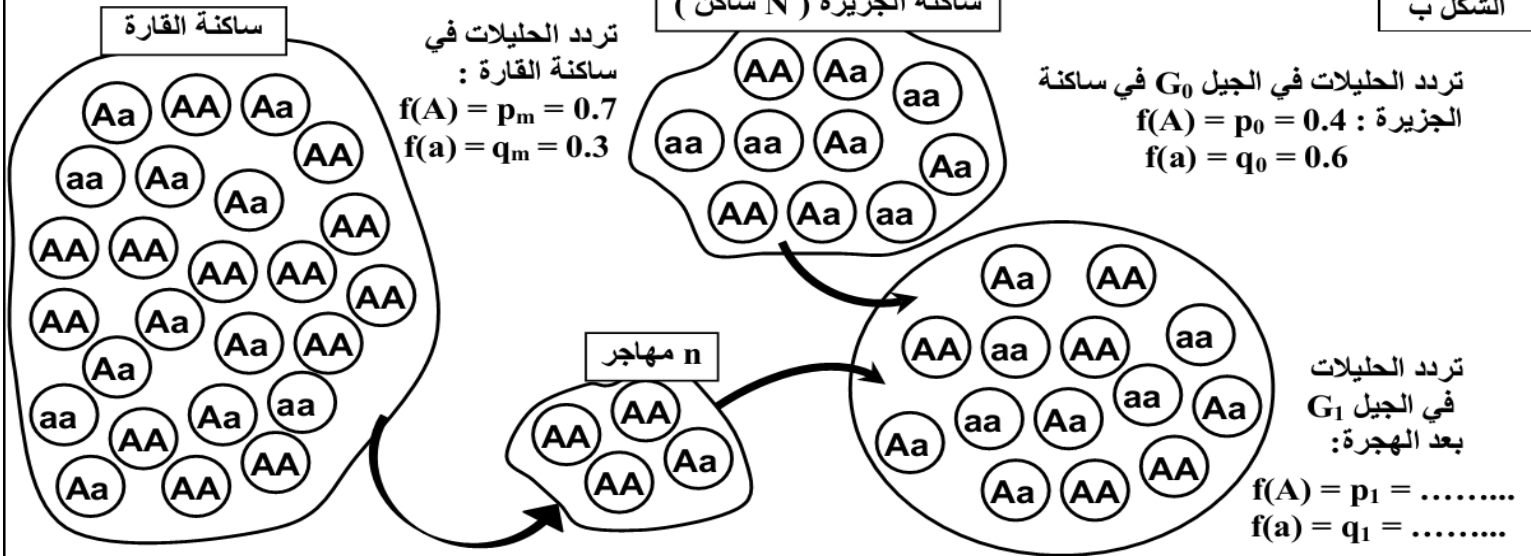 الشكل ب
ساكنة القارة
Aa AA Aa
AA
aa Aa Aa
AA
AA AA
AA AA
AA
AA Aa
Aa AA
Aa
aa AA Aa aa
Aa AA AA
تردد الحليلات في
ساكنة القارة :
f(A) = pₘ = 0.7
f(a) = qₘ = 0.3
ساكنة الجزيرة ( N ساكن )
AA Aa aa
aa aa Aa
Aa
AA Aa aa
تردد الحليلات في الجيل G₀ في ساكنة
الجزيرة : f(A) = p₀ = 0.4
f(a) = q₀ = 0.6
n مهاجر
AA AA
AA Aa
Aa AA
AA aa AA aa
Aa aa Aa aa Aa
Aa AA AA
تردد الحليلات
في الجيل G₁
بعد الهجرة:
f(A) = p₁ = .........
f(a) = q₁ = .........